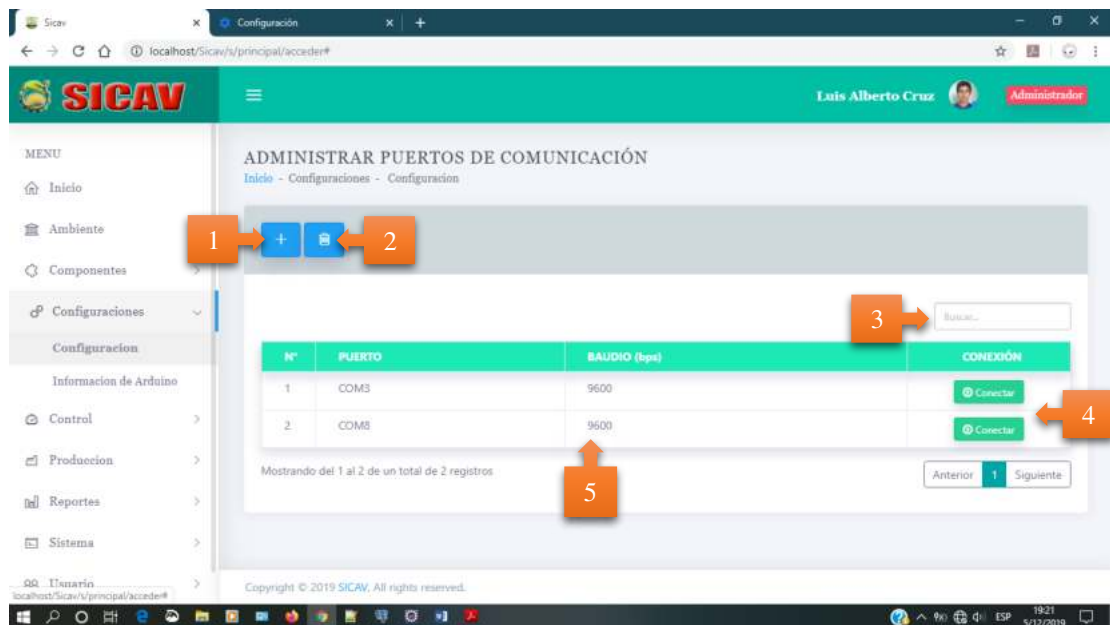 Sicav
Configuración
localhost/Sicav/s/principal/acceder#
SICAV
Luis Alberto Cruz
Administrador
MENU
Inicio
Ambiente
Componentes
Configuraciones
Configuracion
Informacion de Arduino
Control
Produccion
Reportes
Sistema
Usuario
localhost/Sicav/s/principal/acceder#
ADMINISTRAR PUERTOS DE COMUNICACIÓN
Inicio - Configuraciones - Configuracion
1
2
3
Buscar...
N° PUERTO BAUDIO (bps) CONEXIÓN
1 COM3 9600 Conectar
2 COM8 9600 Conectar
4
5
Mostrando del 1 al 2 de un total de 2 registros
Anterior 1 Siguiente
Copyright © 2019 SICAV, All rights reserved.
ESP
19:21
5/12/2019